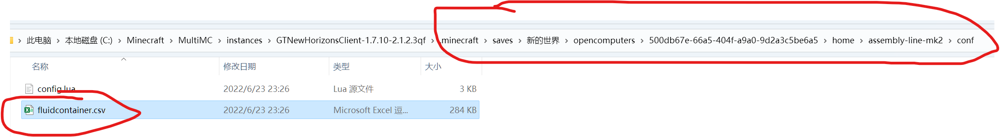 此电脑 › 本地磁盘 (C:) › Minecraft › MultiMC › instances › GTNewHorizonsClient-1.7.10-2.1.2.3qf › .minecraft › saves › 新的世界 › opencomputers › 500db67e-66a5-404f-a9a0-9d2a3c5be6a5 › home › assembly-line-mk2 › conf
名称 修改日期 类型 大小
config.lua 2022/6/23 23:26 Lua 源文件 3 KB
fluidcontainer.csv 2022/6/23 23:26 Microsoft Excel 逗... 284 KB